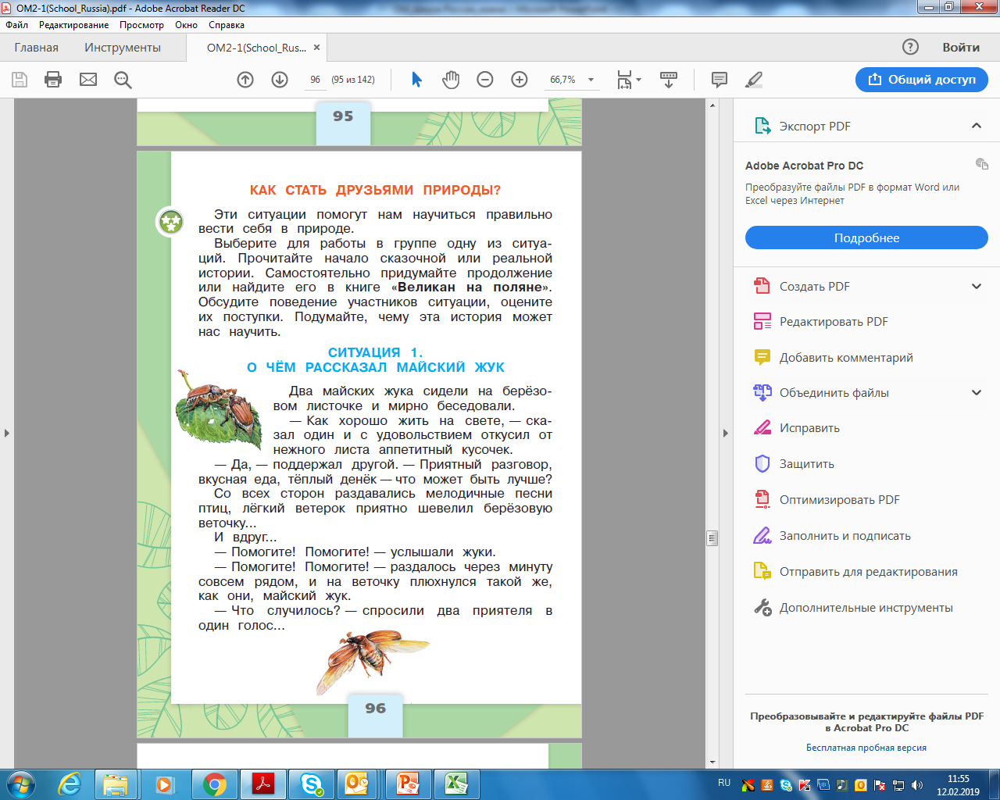 OM2-1(School_Russia).pdf - Adobe Acrobat Reader DC
Файл Редактирование Просмотр Окно Справка
Главная Инструменты OM2-1(School_Rus... × Войти
96 (95 из 142) 66,7% Общий доступ
95
КАК СТАТЬ ДРУЗЬЯМИ ПРИРОДЫ?
Эти ситуации помогут нам научиться правильно
вести себя в природе.
Выберите для работы в группе одну из ситуа-
ций. Прочитайте начало сказочной или реальной
истории. Самостоятельно придумайте продолжение
или найдите его в книге «Великан на поляне».
Обсудите поведение участников ситуации, оцените
их поступки. Подумайте, чему эта история может
нас научить.
СИТУАЦИЯ 1.
О ЧЁМ РАССКАЗАЛ МАЙСКИЙ ЖУК
Два майских жука сидели на берёзо-
вом листочке и мирно беседовали.
— Как хорошо жить на свете, — ска-
зал один и с удовольствием откусил от
нежного листа аппетитный кусочек.
— Да, — поддержал другой. — Приятный разговор,
вкусная еда, тёплый денёк — что может быть лучше?
Со всех сторон раздавались мелодичные песни
птиц, лёгкий ветерок приятно шевелил берёзовую
веточку...
И вдруг...
— Помогите! Помогите! — услышали жуки.
— Помогите! Помогите! — раздалось через минуту
совсем рядом, и на веточку плюхнулся такой же,
как они, майский жук.
— Что случилось? — спросили два приятеля в
один голос...
96
Экспорт PDF
Adobe Acrobat Pro DC
Преобразуйте файлы PDF в формат Word или
Excel через Интернет
Подробнее
Создать PDF
Редактировать PDF
Добавить комментарий
Объединить файлы
Исправить
Защитить
Оптимизировать PDF
Заполнить и подписать
Отправить для редактирования
Дополнительные инструменты
Преобразовывайте и редактируйте файлы PDF
в Acrobat Pro DC
Бесплатная пробная версия
RU
11:55
12.02.2019